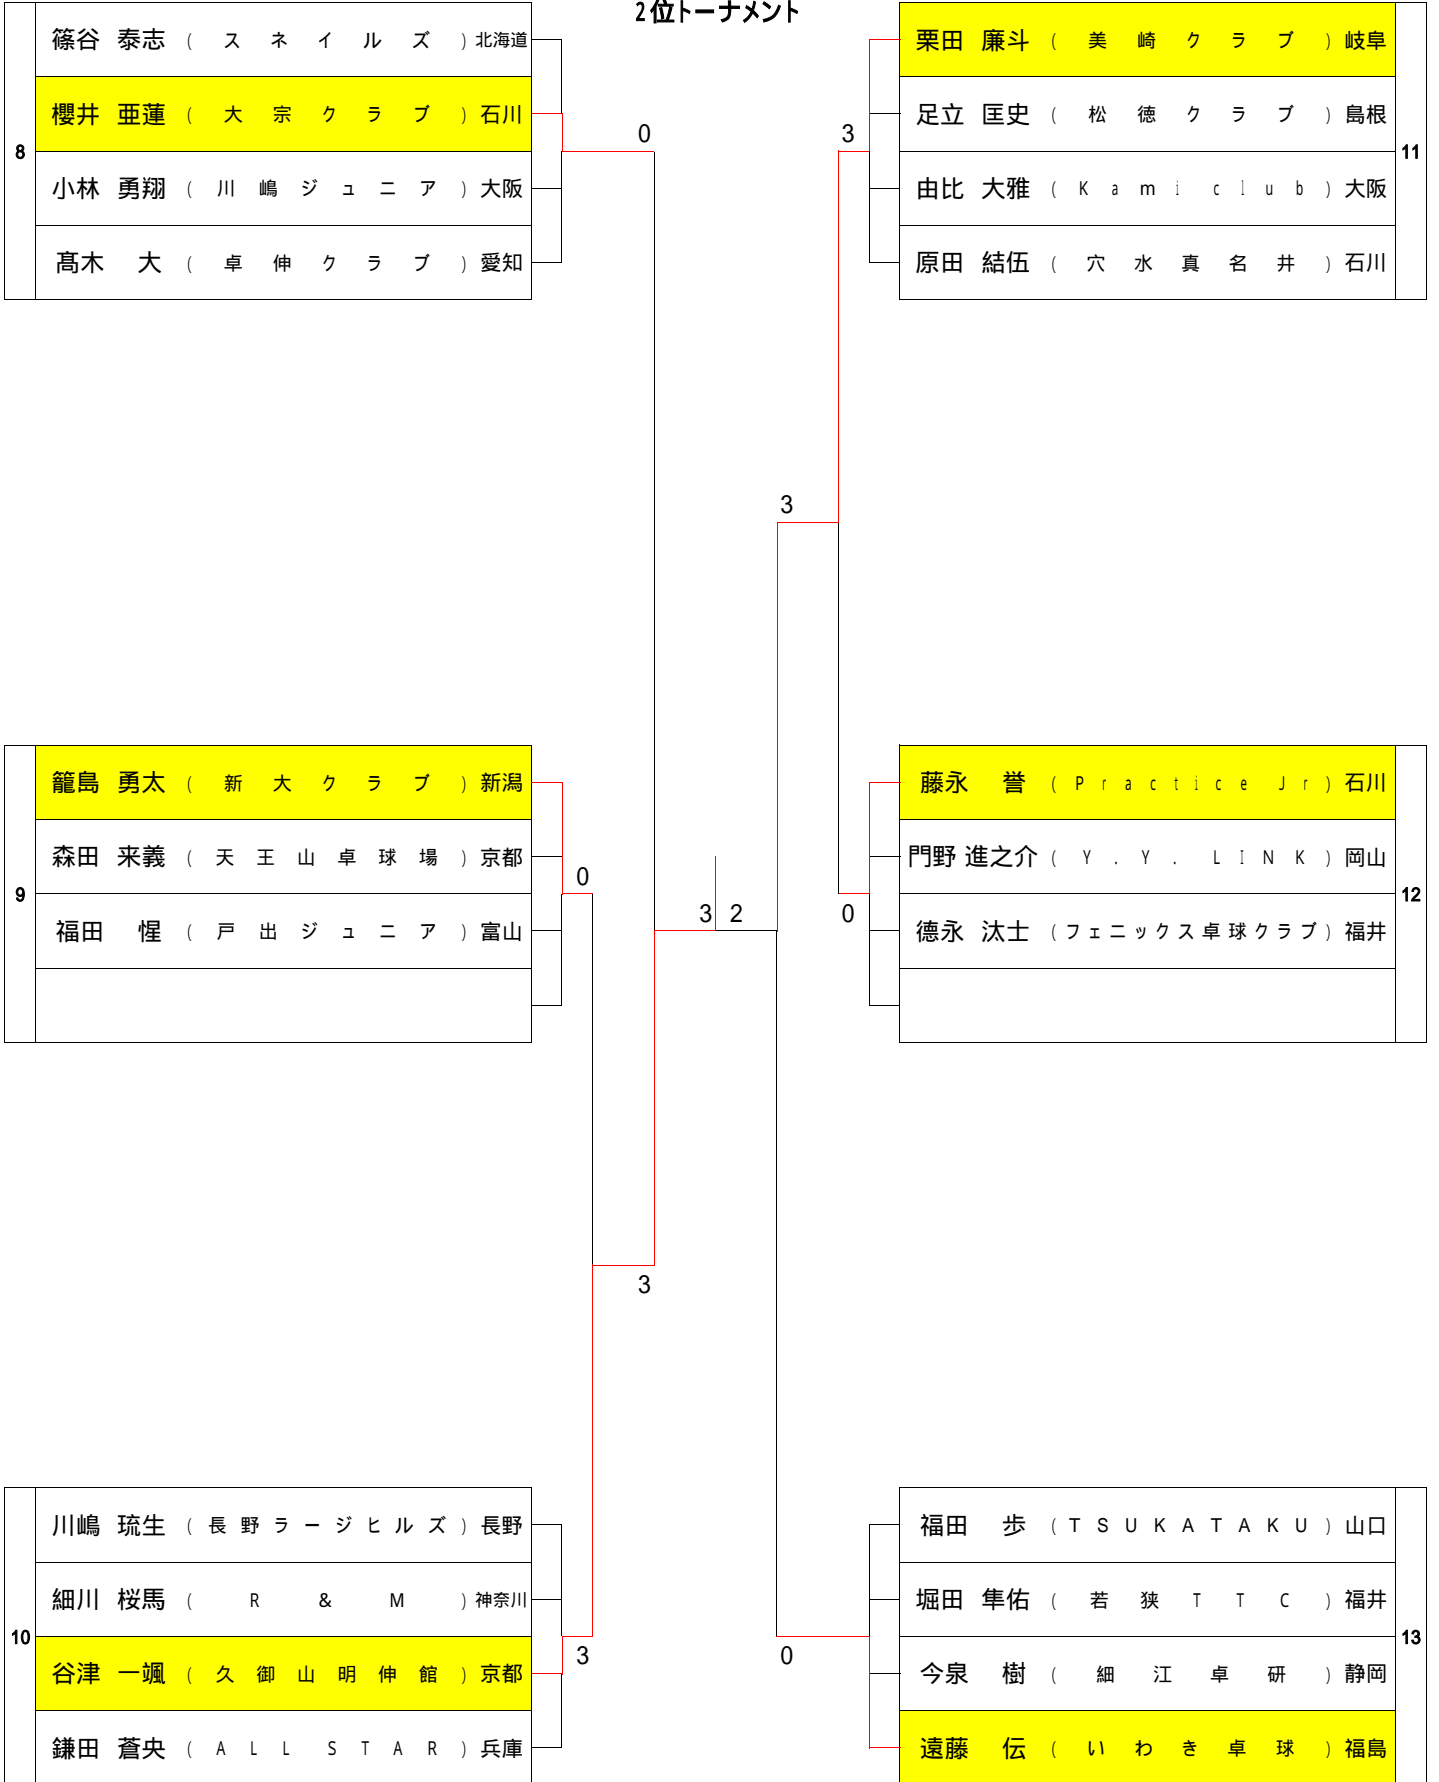 2位トーナメント
8
篠谷 泰志 ( スネイルズ ) 北海道
櫻井 亜蓮 ( 大宗クラブ ) 石川
小林 勇翔 ( 川嶋ジュニア ) 大阪
髙木 大 ( 卓伸クラブ ) 愛知
0
3
栗田 廉斗 ( 美崎クラブ ) 岐阜
足立 匡史 ( 松徳クラブ ) 島根
由比 大雅 ( Kami club ) 大阪
原田 結伍 ( 穴水真名井 ) 石川
11
3
9
籠島 勇太 ( 新大クラブ ) 新潟
森田 来義 ( 天王山卓球場 ) 京都
福田 惺 ( 戸出ジュニア ) 富山
0
3 2
0
藤永 誉 ( Practice Jr ) 石川
門野 進之介 ( Y.Y. LINK ) 岡山
德永 汰士 ( フェニックス卓球クラブ ) 福井
12
3
10
川嶋 琉生 ( 長野ラージヒルズ ) 長野
細川 桜馬 ( R&M ) 神奈川
谷津 一颯 ( 久御山明伸館 ) 京都
鎌田 蒼央 ( ALL STAR ) 兵庫
3
0
福田 歩 ( TSUKATAKU ) 山口
堀田 隼佑 ( 若狭TTC ) 福井
今泉 樹 ( 細江卓研 ) 静岡
遠藤 伝 ( いわき卓球 ) 福島
13